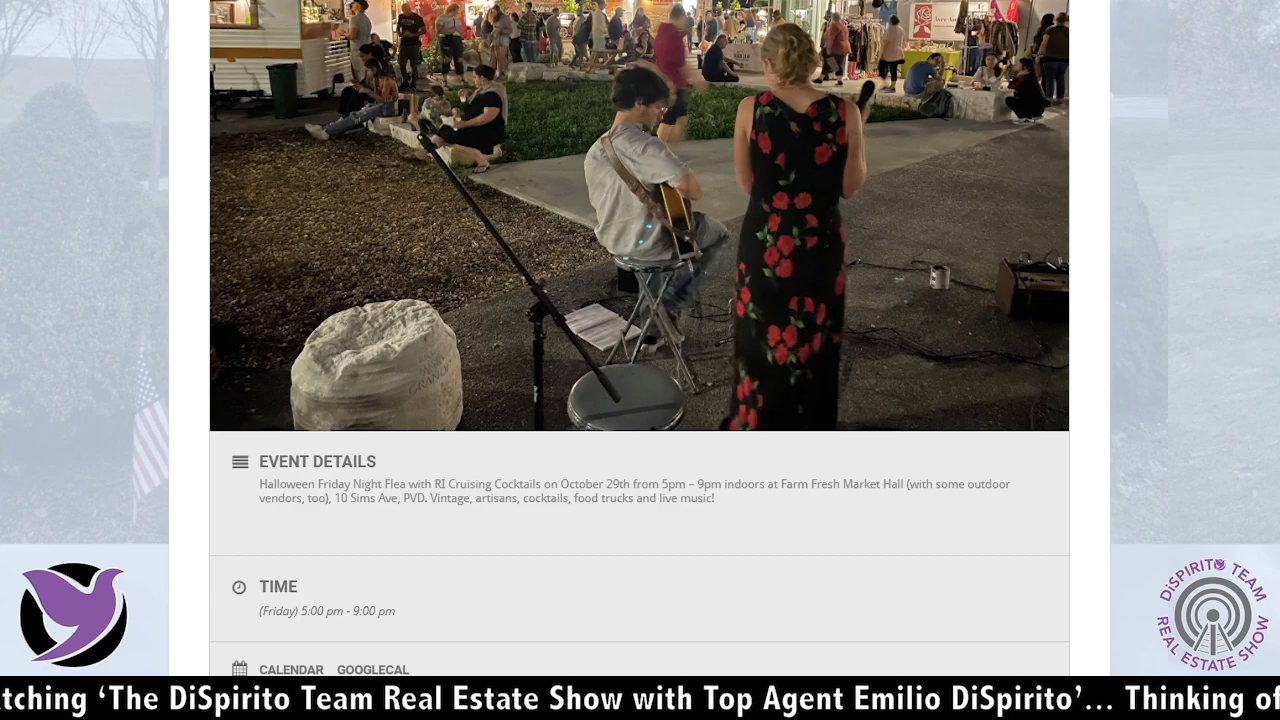 EVENT DETAILS
Halloween Friday Night Flea with RI Cruising Cocktails on October 29th from 5pm – 9pm indoors at Farm Fresh Market Hall (with some outdoor
vendors, too), 10 Sims Ave, PVD. Vintage, artisans, cocktails, food trucks and live music!
TIME
(Friday) 5:00 pm - 9:00 pm
CALENDAR GOOGLECAL
DiSPIRITO TEAM
REAL ESTATE SHOW
tching ‘The DiSpirito Team Real Estate Show with Top Agent Emilio DiSpirito’... Thinking of